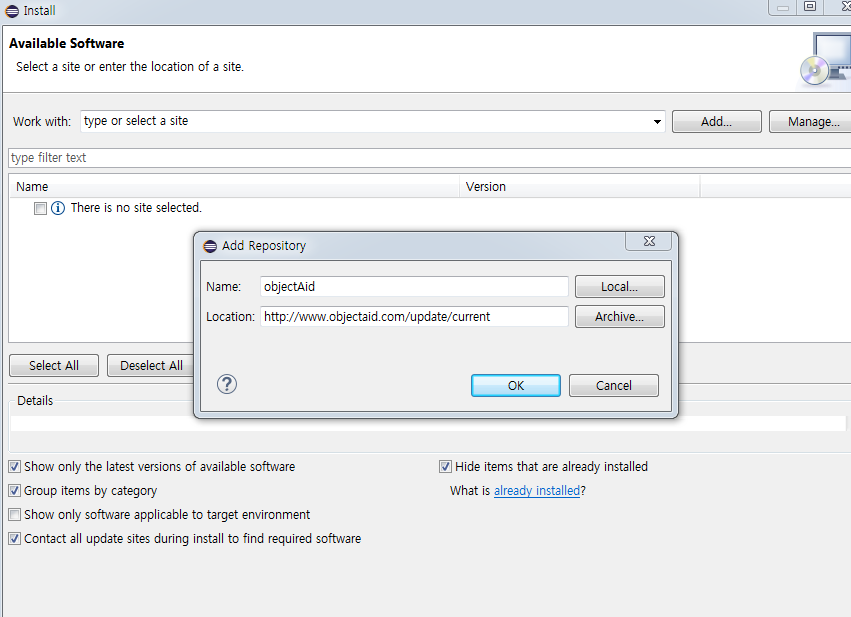 Install
Available Software
Select a site or enter the location of a site.
Work with: type or select a site Add... Manage...
type filter text
Name Version
There is no site selected.
Add Repository
Name: objectAid Local...
Location: http://www.objectaid.com/update/current Archive...
? OK Cancel
Select All Deselect All
Details
Show only the latest versions of available software Hide items that are already installed
Group items by category What is already installed?
Show only software applicable to target environment
Contact all update sites during install to find required software